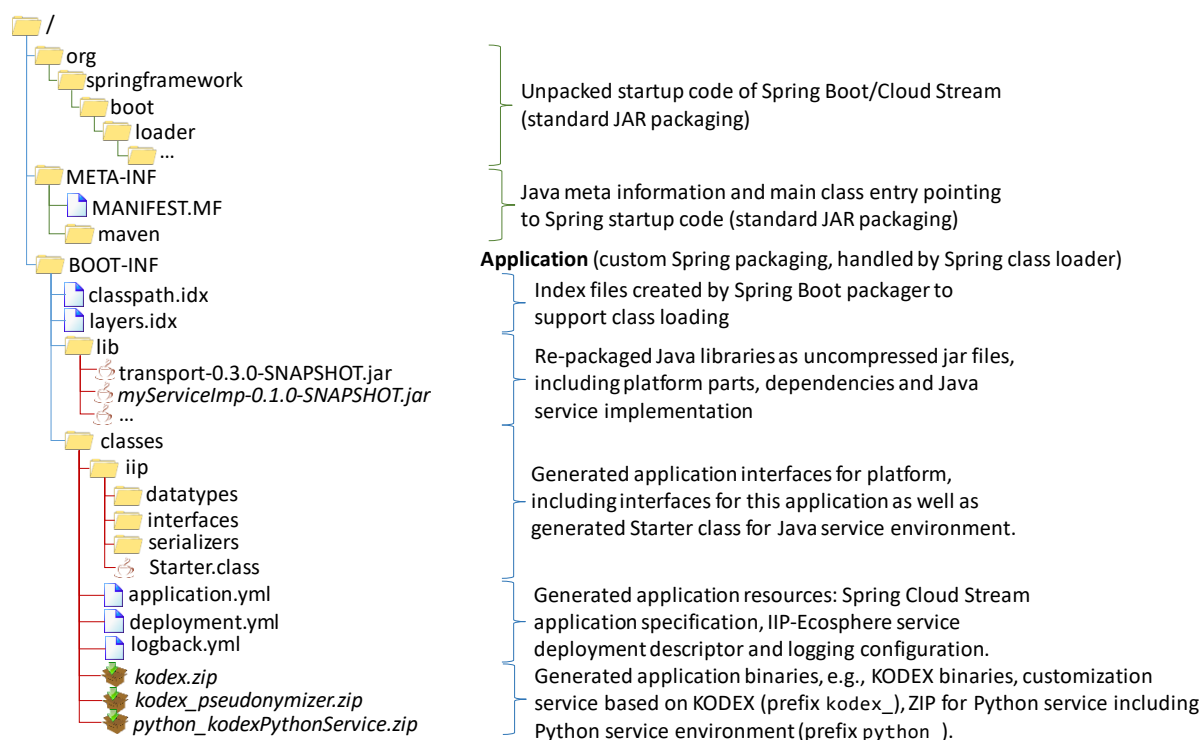 /
org
springframework
boot
loader
...
Unpacked startup code of Spring Boot/Cloud Stream
(standard JAR packaging)
META-INF
MANIFEST.MF
maven
Java meta information and main class entry pointing
to Spring startup code (standard JAR packaging)
BOOT-INF
Application (custom Spring packaging, handled by Spring class loader)
classpath.idx
layers.idx
Index files created by Spring Boot packager to
support class loading
lib
transport-0.3.0-SNAPSHOT.jar
myServiceImp-0.1.0-SNAPSHOT.jar
...
Re-packaged Java libraries as uncompressed jar files,
including platform parts, dependencies and Java
service implementation
classes
iip
datatypes
interfaces
serializers
Starter.class
Generated application interfaces for platform,
including interfaces for this application as well as
generated Starter class for Java service environment.
application.yml
deployment.yml
logback.yml
Generated application resources: Spring Cloud Stream
application specification, IIP-Ecosphere service
deployment descriptor and logging configuration.
kodex.zip
kodex_pseudonymizer.zip
python_kodexPythonService.zip
Generated application binaries, e.g., KODEX binaries, customization
service based on KODEX (prefix kodex_), ZIP for Python service including
Python service environment (prefix python_).